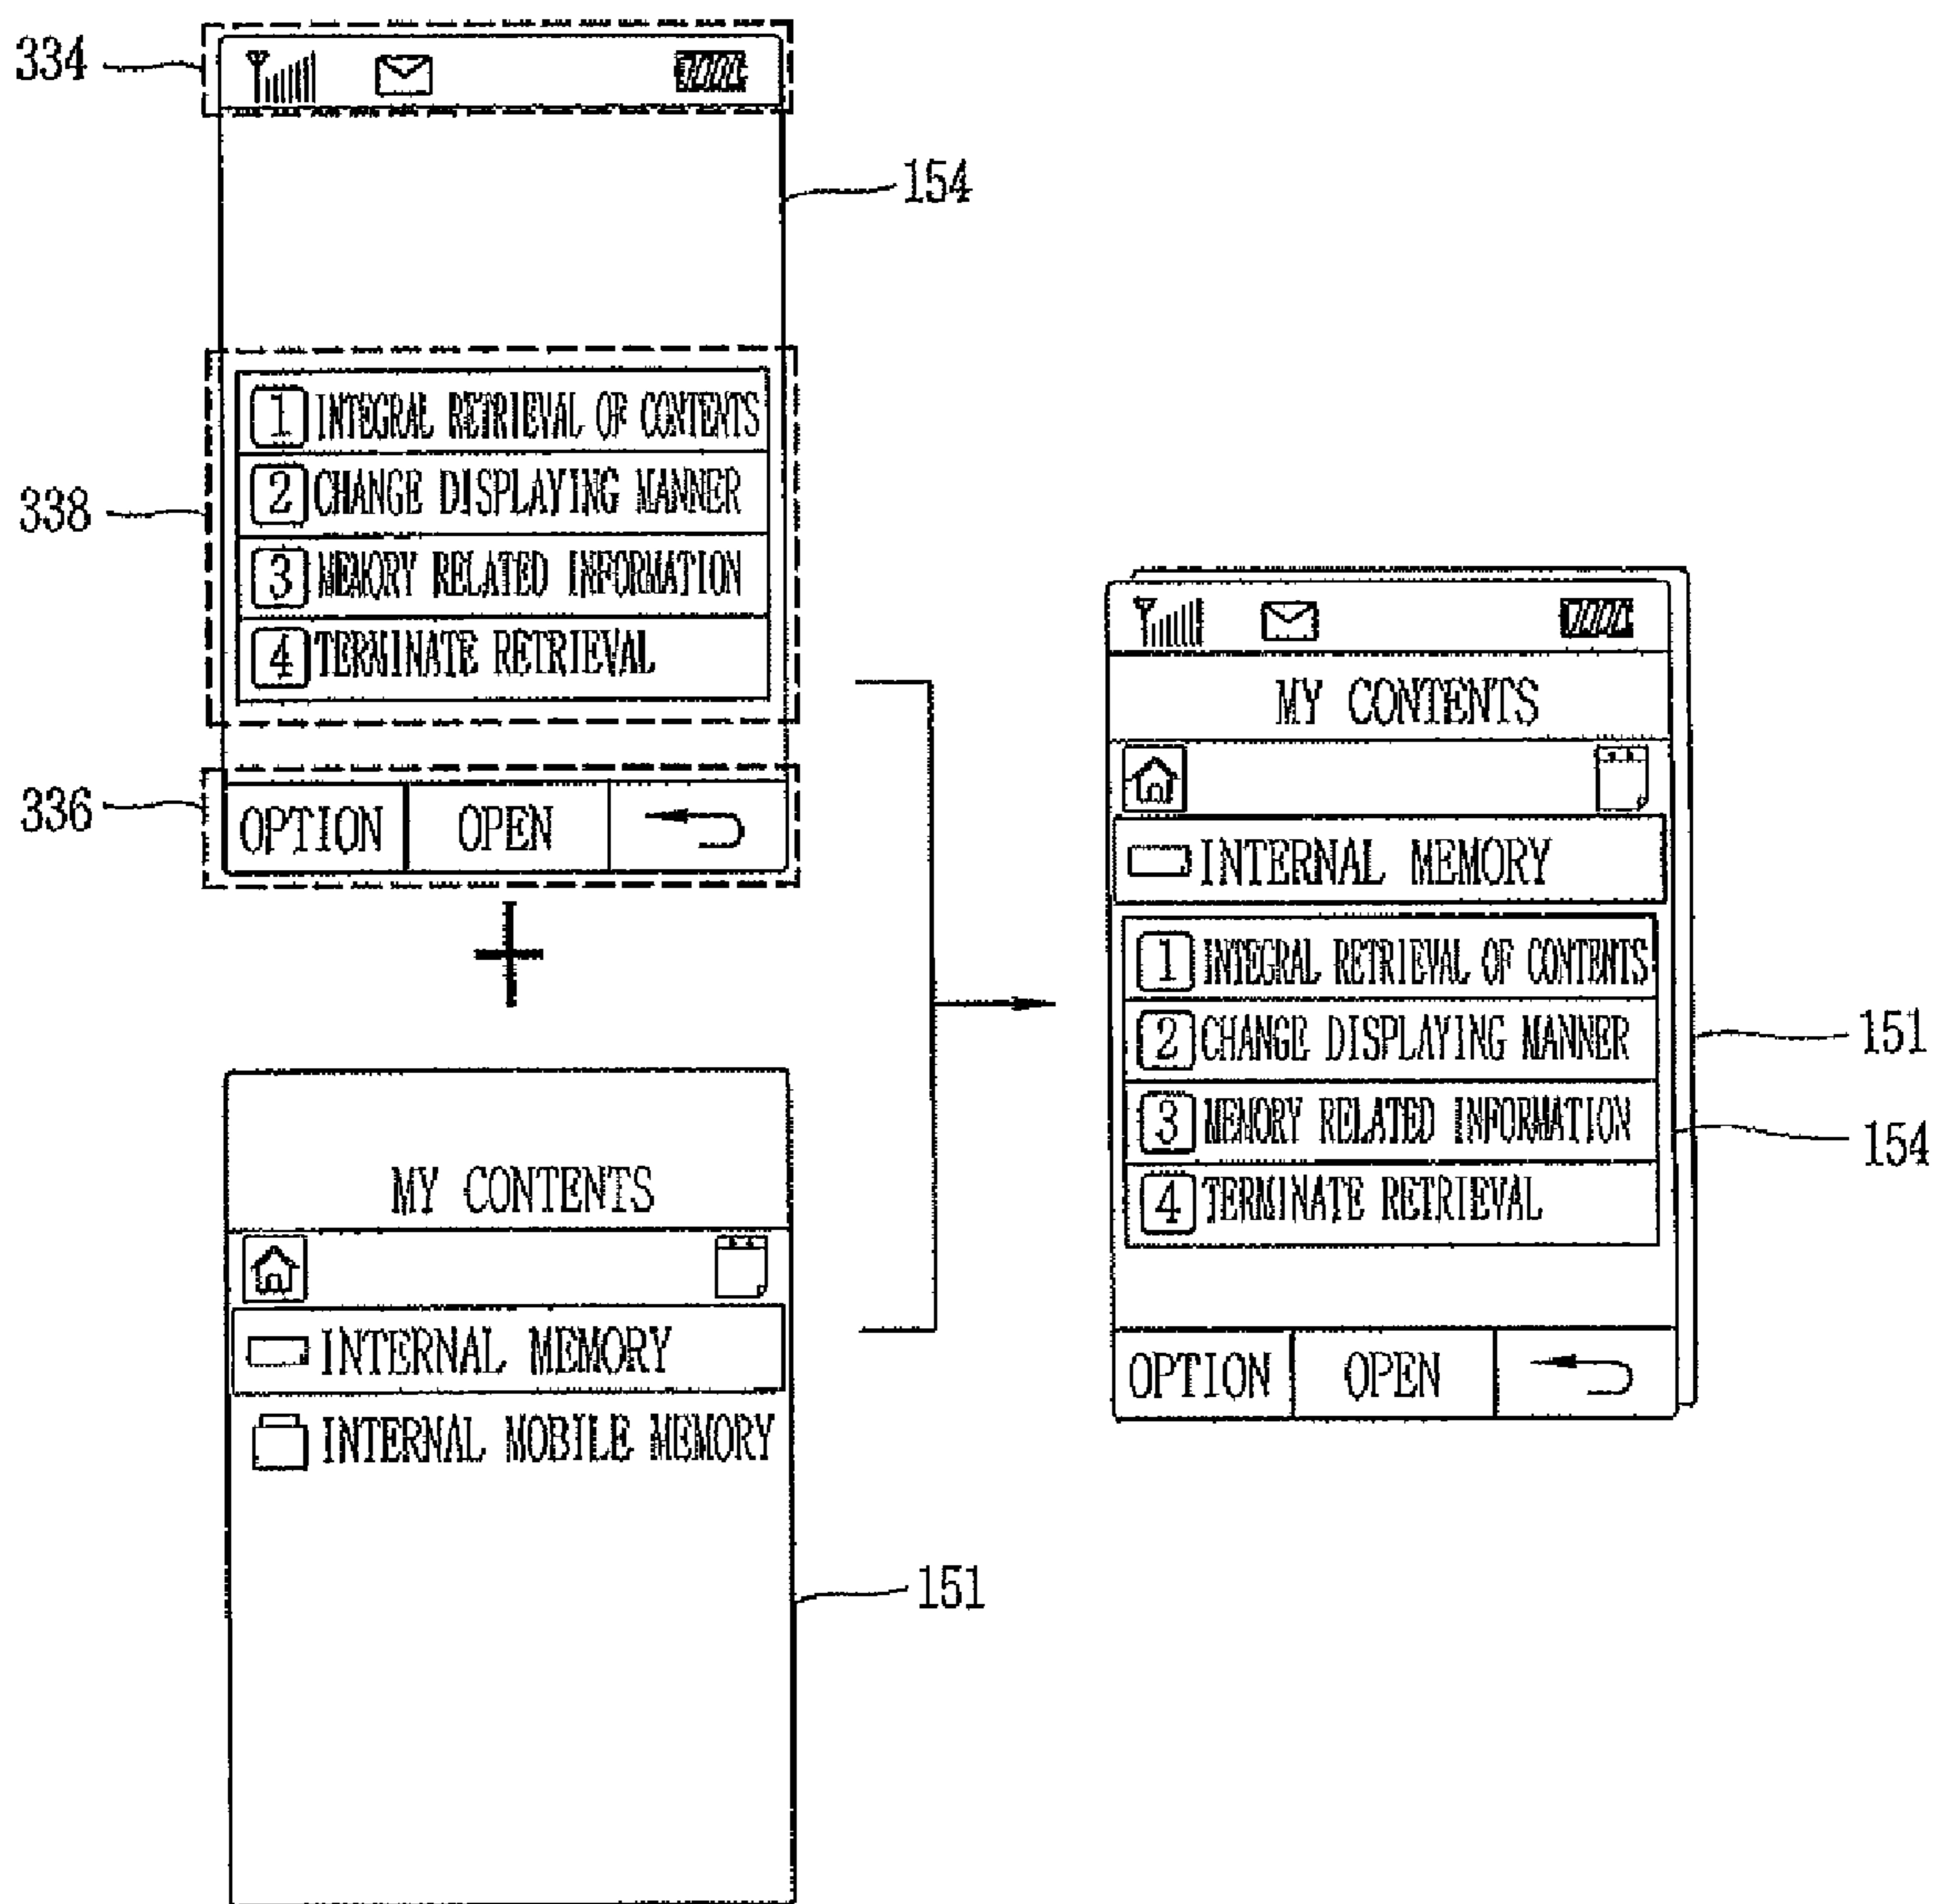 334
154
338
1 INTEGRAL RETRIEVAL OF CONTENTS
2 CHANGE DISPLAYING MANNER
3 MEMORY RELATED INFORMATION
4 TERMINATE RETRIEVAL
336
OPTION OPEN
+
MY CONTENTS
INTERNAL MEMORY
INTERNAL MOBILE MEMORY
151
MY CONTENTS
INTERNAL MEMORY
1 INTEGRAL RETRIEVAL OF CONTENTS
2 CHANGE DISPLAYING MANNER
3 MEMORY RELATED INFORMATION
4 TERMINATE RETRIEVAL
OPTION OPEN
151
154